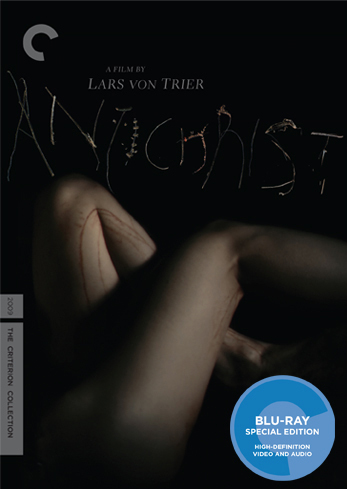 A FILM BY
LARS VON TRIER
ANTICHRIST
2009
THE CRITERION COLLECTION
BLU-RAY
SPECIAL EDITION
HIGH-DEFINITION
VIDEO AND AUDIO